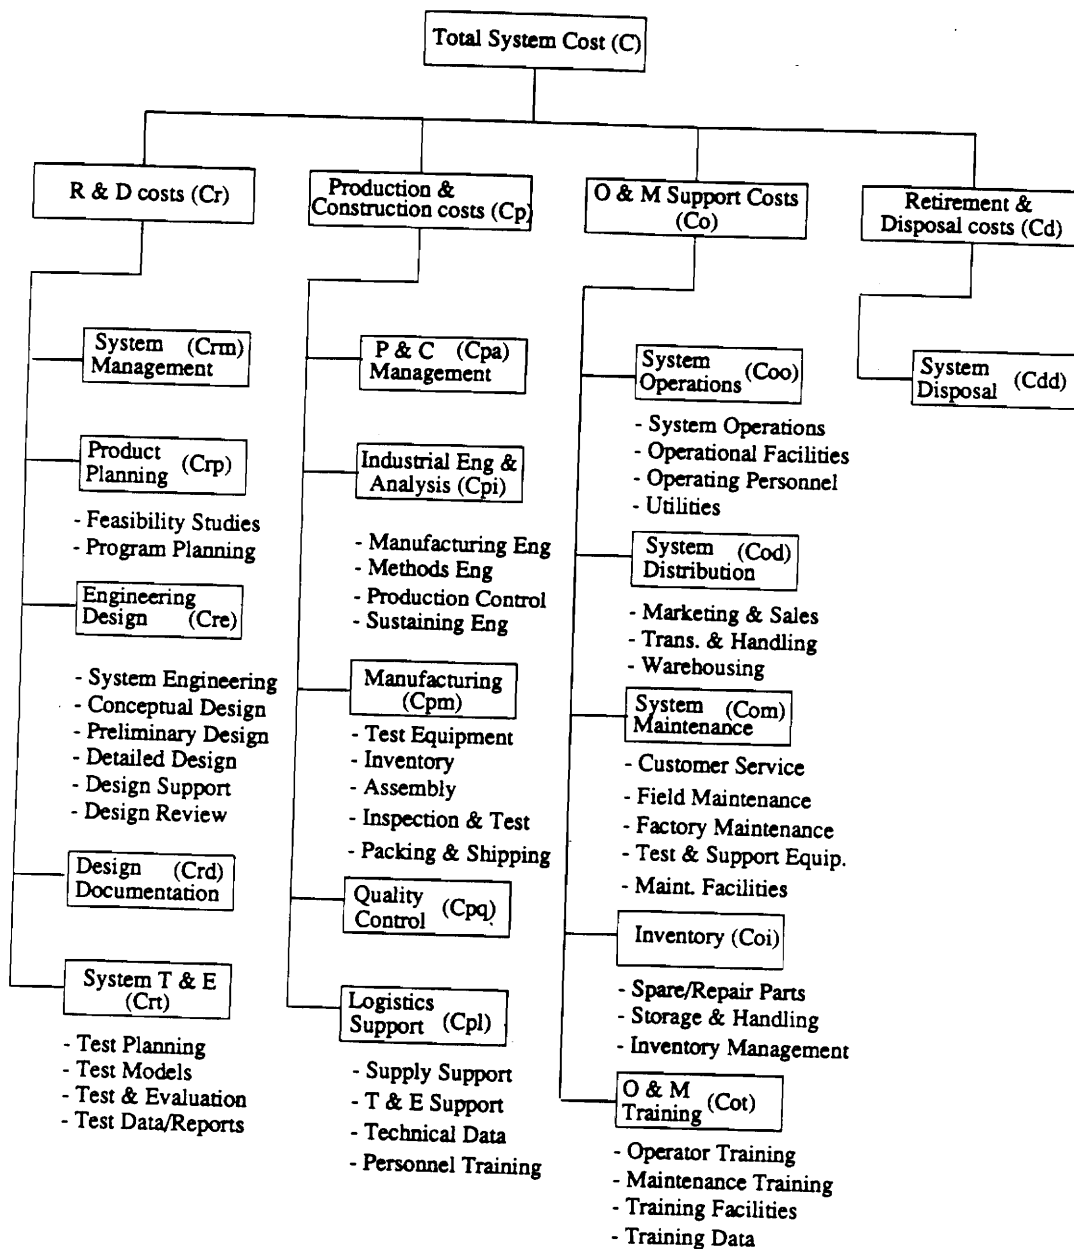 Total System Cost (C)
R & D costs (Cr)
Production &
Construction costs (Cp)
O & M Support Costs
(Co)
Retirement &
Disposal costs (Cd)
System (Crm)
Management
Product
Planning (Crp)
- Feasibility Studies
- Program Planning
Engineering
Design (Cre)
- System Engineering
- Conceptual Design
- Preliminary Design
- Detailed Design
- Design Support
- Design Review
Design (Crd)
Documentation
System T & E
(Crt)
- Test Planning
- Test Models
- Test & Evaluation
- Test Data/Reports
P & C (Cpa)
Management
Industrial Eng &
Analysis (Cpi)
- Manufacturing Eng
- Methods Eng
- Production Control
- Sustaining Eng
Manufacturing
(Cpm)
- Test Equipment
- Inventory
- Assembly
- Inspection & Test
- Packing & Shipping
Quality
Control (Cpq)
Logistics
Support (Cpl)
- Supply Support
- T & E Support
- Technical Data
- Personnel Training
System
Operations (Coo)
- System Operations
- Operational Facilities
- Operating Personnel
- Utilities
System (Cod)
Distribution
- Marketing & Sales
- Trans. & Handling
- Warehousing
System (Com)
Maintenance
- Customer Service
- Field Maintenance
- Factory Maintenance
- Test & Support Equip.
- Maint. Facilities
Inventory (Coi)
- Spare/Repair Parts
- Storage & Handling
- Inventory Management
O & M
Training (Cot)
- Operator Training
- Maintenance Training
- Training Facilities
- Training Data
System
Disposal (Cdd)